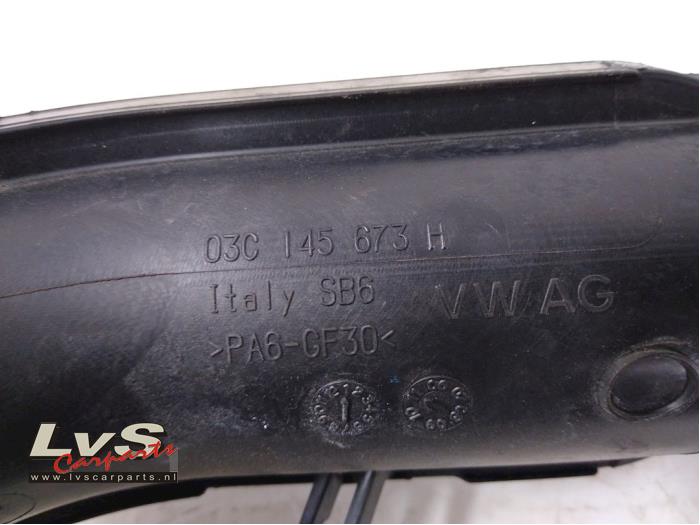 03C 145 673 H
Italy SB6
VW AG
>PA6-GF30<
LvS
Carparts
www.lvscarparts.nl